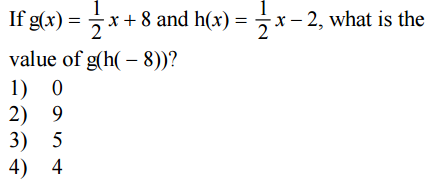 If g(x) = 1/2 x + 8 and h(x) = 1/2 x – 2, what is the
value of g(h( – 8))?
1) 0
2) 9
3) 5
4) 4